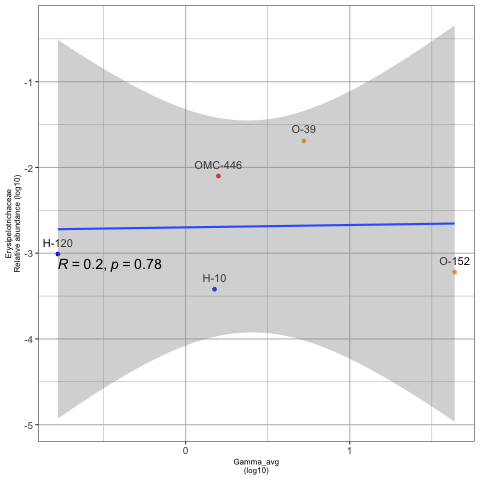 -1
-2
-3
-4
-5
Erysipelotrichaceae
Relative abundance (log10)
O-39
OMC-446
H-120
R = 0.2, p = 0.78
O-152
H-10
0
1
Gamma_avg
(log10)